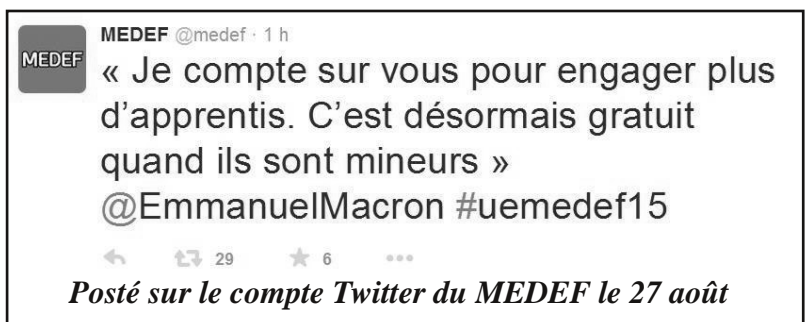 MEDEF @medef · 1 h
MEDEF
« Je compte sur vous pour engager plus
d’apprentis. C’est désormais gratuit
quand ils sont mineurs »
@EmmanuelMacron #uemedef15
29 6
Posté sur le compte Twitter du MEDEF le 27 août